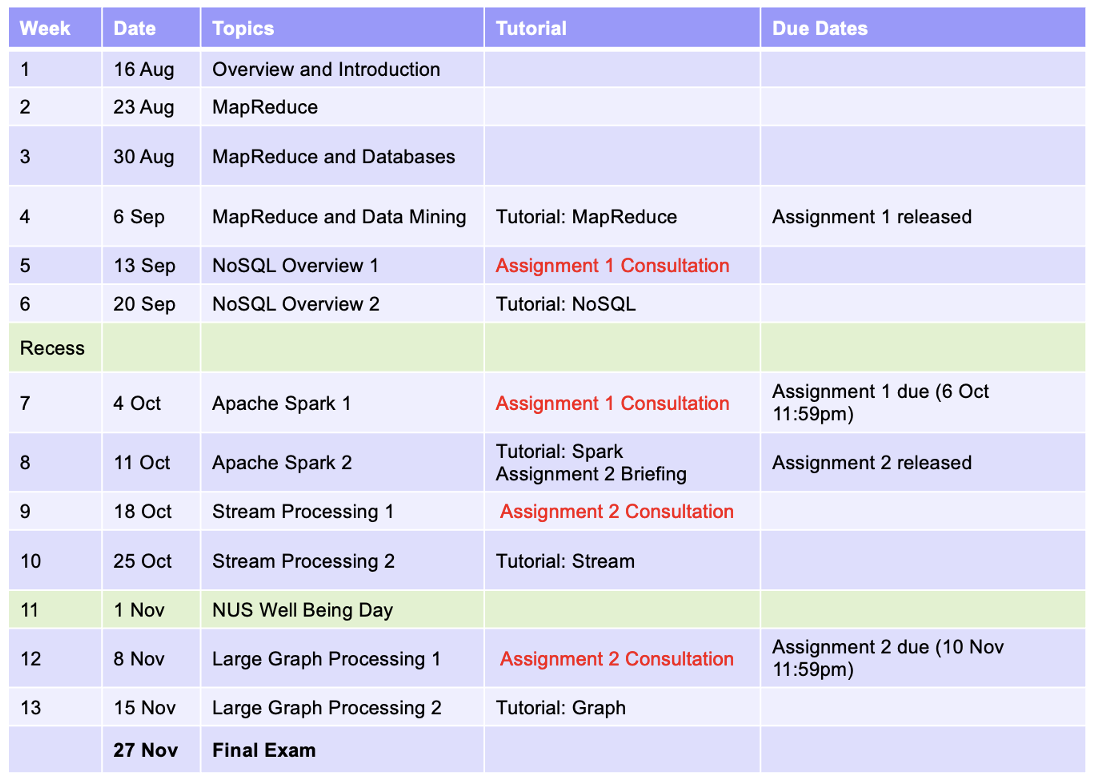 Week Date Topics Tutorial Due Dates
1 16 Aug Overview and Introduction
2 23 Aug MapReduce
3 30 Aug MapReduce and Databases
4 6 Sep MapReduce and Data Mining Tutorial: MapReduce Assignment 1 released
5 13 Sep NoSQL Overview 1 Assignment 1 Consultation
6 20 Sep NoSQL Overview 2 Tutorial: NoSQL
Recess
7 4 Oct Apache Spark 1 Assignment 1 Consultation Assignment 1 due (6 Oct
11:59pm)
8 11 Oct Apache Spark 2 Tutorial: Spark
Assignment 2 Briefing Assignment 2 released
9 18 Oct Stream Processing 1 Assignment 2 Consultation
10 25 Oct Stream Processing 2 Tutorial: Stream
11 1 Nov NUS Well Being Day
12 8 Nov Large Graph Processing 1 Assignment 2 Consultation Assignment 2 due (10 Nov
11:59pm)
13 15 Nov Large Graph Processing 2 Tutorial: Graph
27 Nov Final Exam